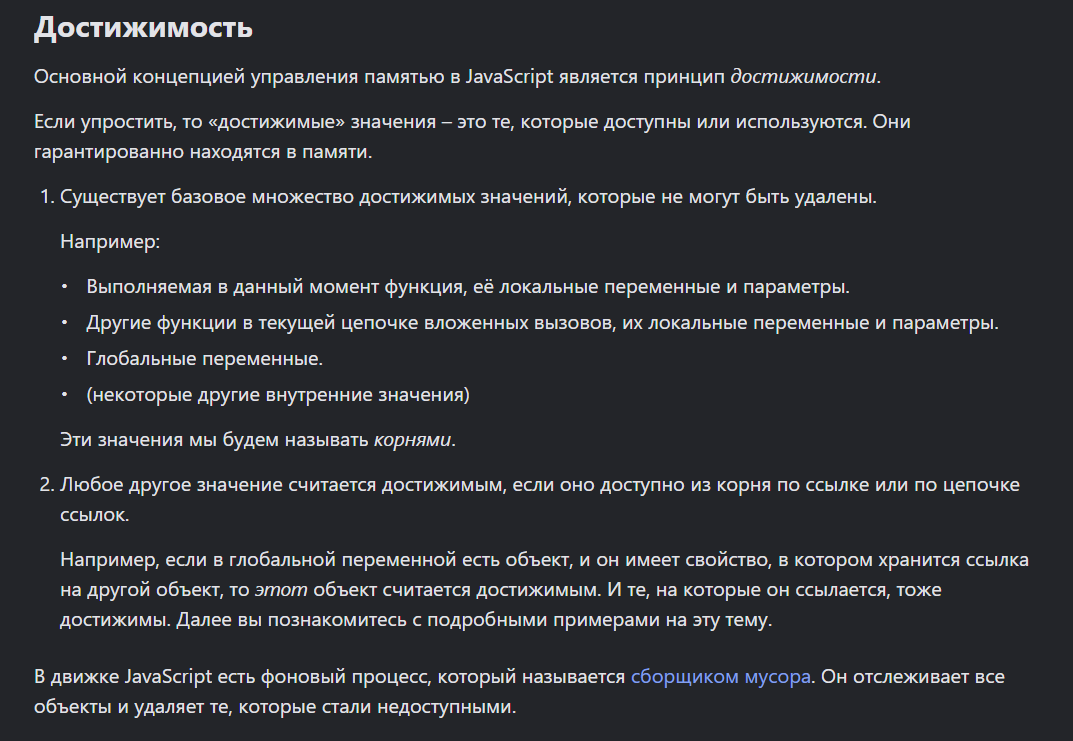 Достижимость
Основной концепцией управления памятью в JavaScript является принцип достижимости.
Если упростить, то «достижимые» значения – это те, которые доступны или используются. Они
гарантированно находятся в памяти.
1. Существует базовое множество достижимых значений, которые не могут быть удалены.
Например:
• Выполняемая в данный момент функция, её локальные переменные и параметры.
• Другие функции в текущей цепочке вложенных вызовов, их локальные переменные и параметры.
• Глобальные переменные.
• (некоторые другие внутренние значения)
Эти значения мы будем называть корнями.
2. Любое другое значение считается достижимым, если оно доступно из корня по ссылке или по цепочке
ссылок.
Например, если в глобальной переменной есть объект, и он имеет свойство, в котором хранится ссылка
на другой объект, то этот объект считается достижимым. И те, на которые он ссылается, тоже
достижимы. Далее вы познакомитесь с подробными примерами на эту тему.
В движке JavaScript есть фоновый процесс, который называется сборщиком мусора. Он отслеживает все
объекты и удаляет те, которые стали недоступными.